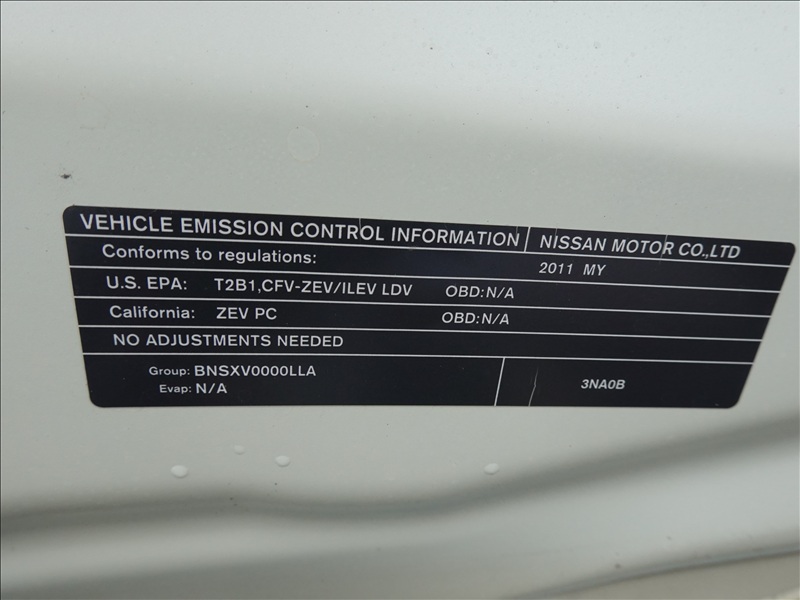 VEHICLE EMISSION CONTROL INFORMATION NISSAN MOTOR CO.,LTD
Conforms to regulations: 2011 MY
U.S. EPA: T2B1,CFV-ZEV/ILEV LDV OBD:N/A
California: ZEV PC OBD:N/A
NO ADJUSTMENTS NEEDED
Group: BNSXV0000LLA
Evap: N/A
3NA0B